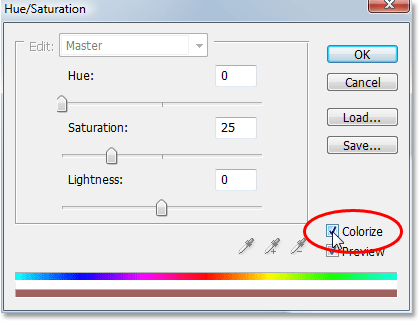 Hue/Saturation
Edit: Master
OK
Hue: 0
Cancel
Saturation: 25
Load...
Save...
Lightness: 0
Colorize
Preview